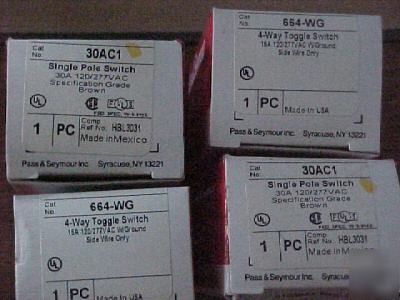 Cat
No.
30AC1
Single Pole Switch
30A 120/277VAC
Specification Grade
Brown
UL
1 PC
Comp
Ref No. HBL3031
Made in Mexico
Pass & Seymour Inc. Syracuse, NY 13221
Cat
No.
664-WG
4-Way Toggle Switch
15A 120/277VAC W/Ground
Side Wire Only
UL
1 PC
Made In USA
Pass & Seymour Inc. Syracuse, NY 13221
Cat
No.
664-WG
4-Way Toggle Switch
15A 120/277VAC W/Ground
Side Wire Only
UL
1 PC
Made In USA
Cat
No.
30AC1
Single Pole Switch
30A 120/277VAC
Specification Grade
Brown
UL
1 PC
Comp
Ref No. HBL3031
Made in Mexico
Pass & Seymour Inc. Syracuse, NY 13221